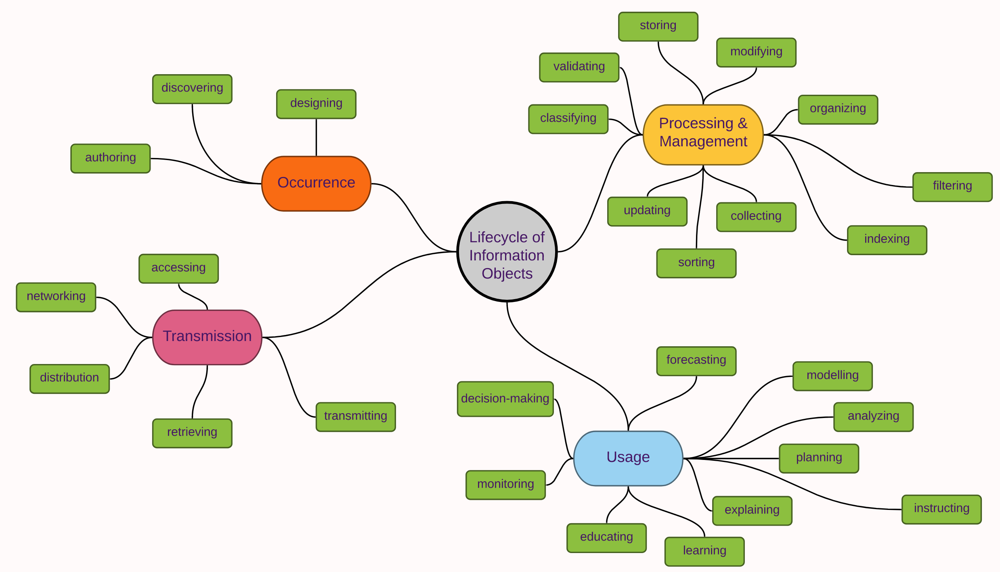 storing
modifying
validating
discovering
designing
organizing
classifying
Processing &
Management
authoring
Occurrence
filtering
updating
collecting
Lifecycle of
Information
Objects
indexing
sorting
accessing
networking
Transmission
forecasting
modelling
distribution
decision-making
transmitting
analyzing
retrieving
Usage
planning
monitoring
explaining
instructing
educating
learning